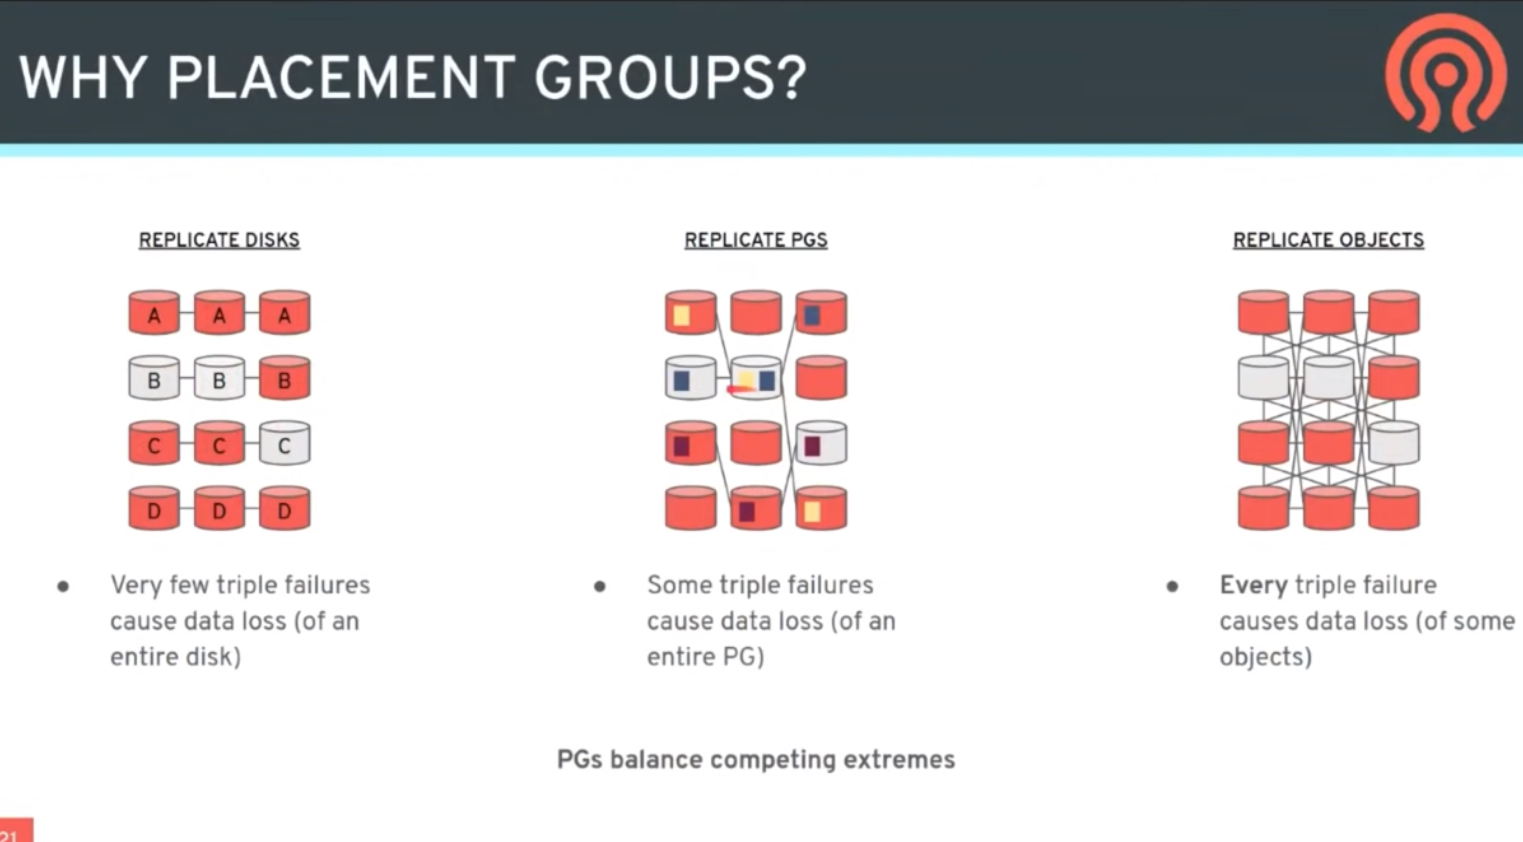 WHY PLACEMENT GROUPS?
REPLICATE DISKS
A A A
B B B
C C C
D D D
● Very few triple failures
cause data loss (of an
entire disk)
REPLICATE PGS
● Some triple failures
cause data loss (of an
entire PG)
REPLICATE OBJECTS
● Every triple failure
causes data loss (of some
objects)
PGs balance competing extremes
21